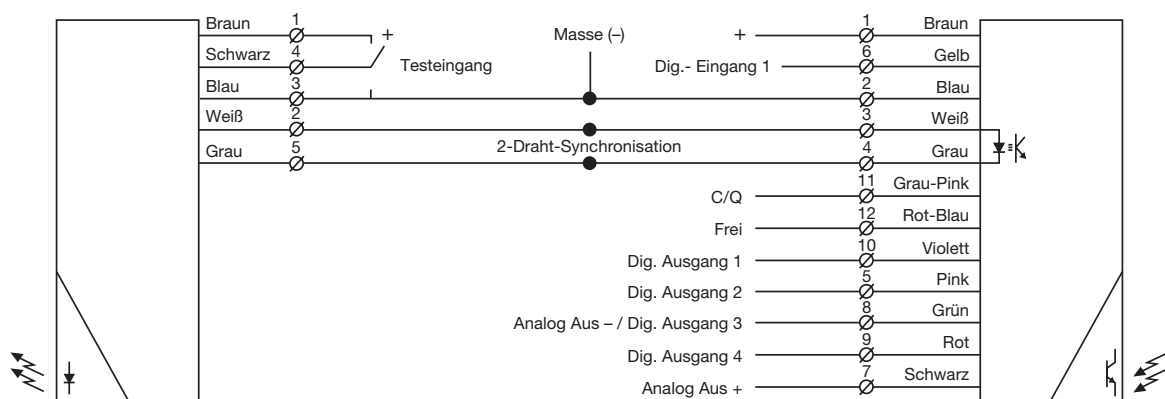 Braun 1 + Masse (–) + 1 Braun
Schwarz 4 Testeingang Dig.- Eingang 1 6 Gelb
Blau 3 2 Blau
Weiß 2 3 Weiß
Grau 5 2-Draht-Synchronisation 4 Grau
C/Q 11 Grau-Pink
Frei 12 Rot-Blau
Dig. Ausgang 1 10 Violett
Dig. Ausgang 2 5 Pink
Analog Aus – / Dig. Ausgang 3 8 Grün
Dig. Ausgang 4 9 Rot
Analog Aus + 7 Schwarz